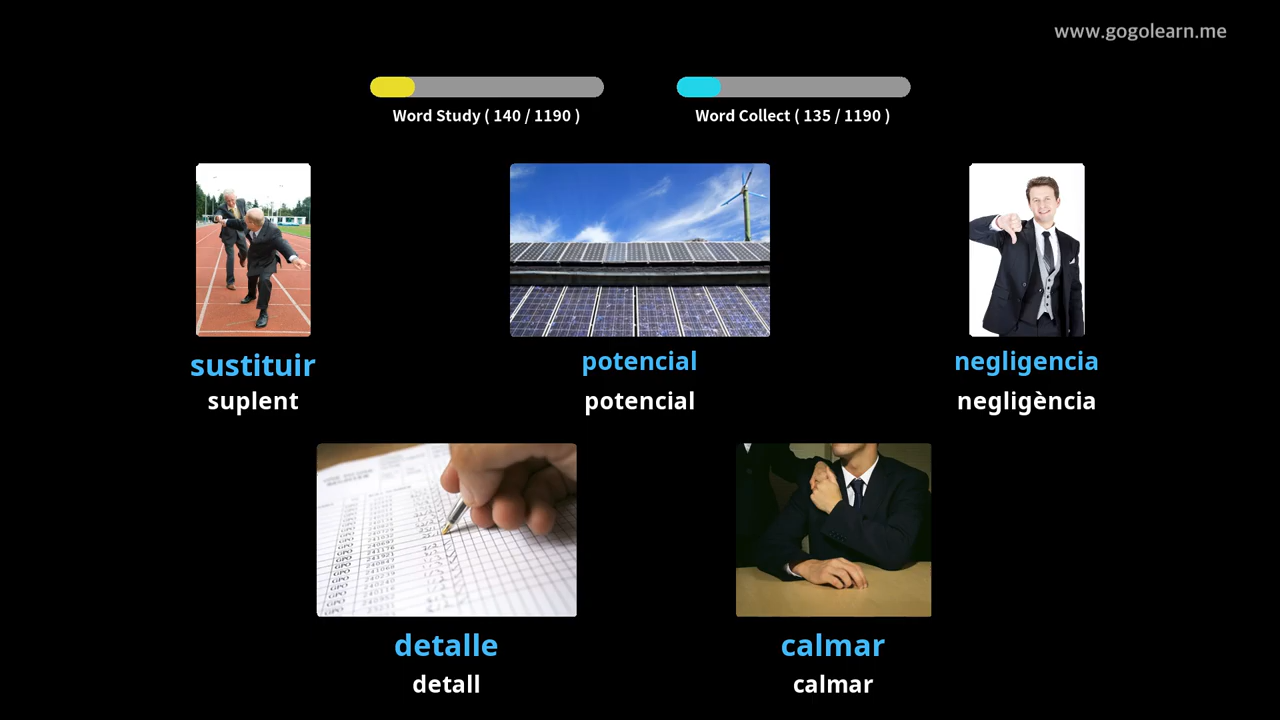 www.gogolearn.me
Word Study ( 140 / 1190 )
Word Collect ( 135 / 1190 )
sustituir
suplent
potencial
potencial
negligencia
negligència
detalle
detall
calmar
calmar